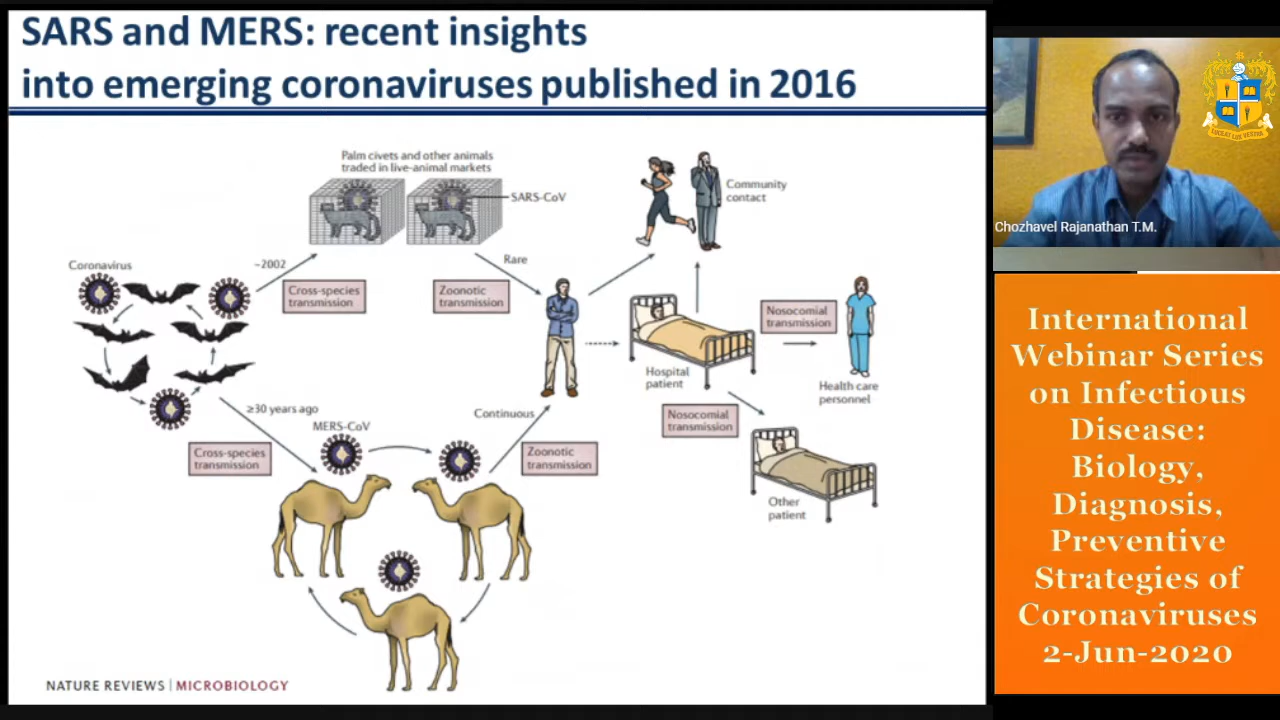 SARS and MERS: recent insights
into emerging coronaviruses published in 2016
Palm civets and other animals
traded in live-animal markets
SARS-CoV
Community
contact
Coronavirus
~2002
Rare
Cross-species
transmission
Zoonotic
transmission
Nosocomial
transmission
Hospital
patient
Health care
personnel
≥30 years ago
MERS-CoV
Continuous
Nosocomial
transmission
Cross-species
transmission
Zoonotic
transmission
Other
patient
NATURE REVIEWS | MICROBIOLOGY
LUCEAT LUX VESTRA
Chozhavel Rajanathan T.M.
International
Webinar Series
on Infectious
Disease:
Biology,
Diagnosis,
Preventive
Strategies of
Coronaviruses
2-Jun-2020